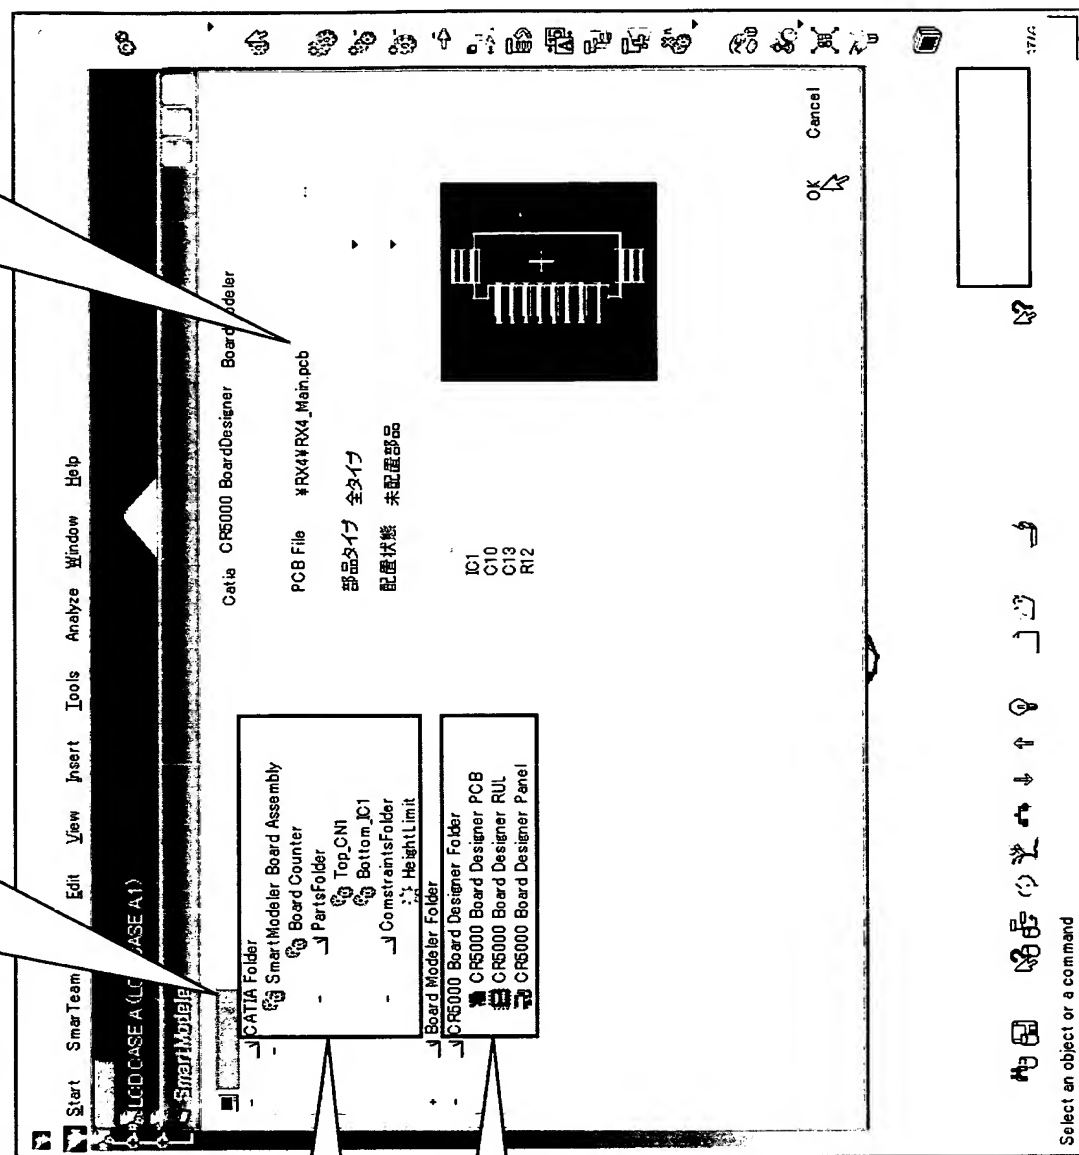 Start SmarTeam Edit View Insert Tools Analyze Window Help
LCD CASE A (LCD CASE A1)
SmartModeler
Catia CR5000 BoardDesigner Board Modeler
CATIA Folder
SmartModeler Board Assembly
Board Counter
PartsFolder
Top_CN1
Bottom_IC1
ComstraintsFolder
HeightLimit
Board Modeler Folder
CR5000 Board Designer Folder
CR5000 Board Designer PCB
CR5000 Board Designer RUL
CR5000 Board Designer Panel
PCB File ¥RX4¥RX4_Main.pcb
部品タイプ 全タイプ
配置状態 未配置部品
IC1
C10
C13
R12
OK Cancel
Select an object or a command